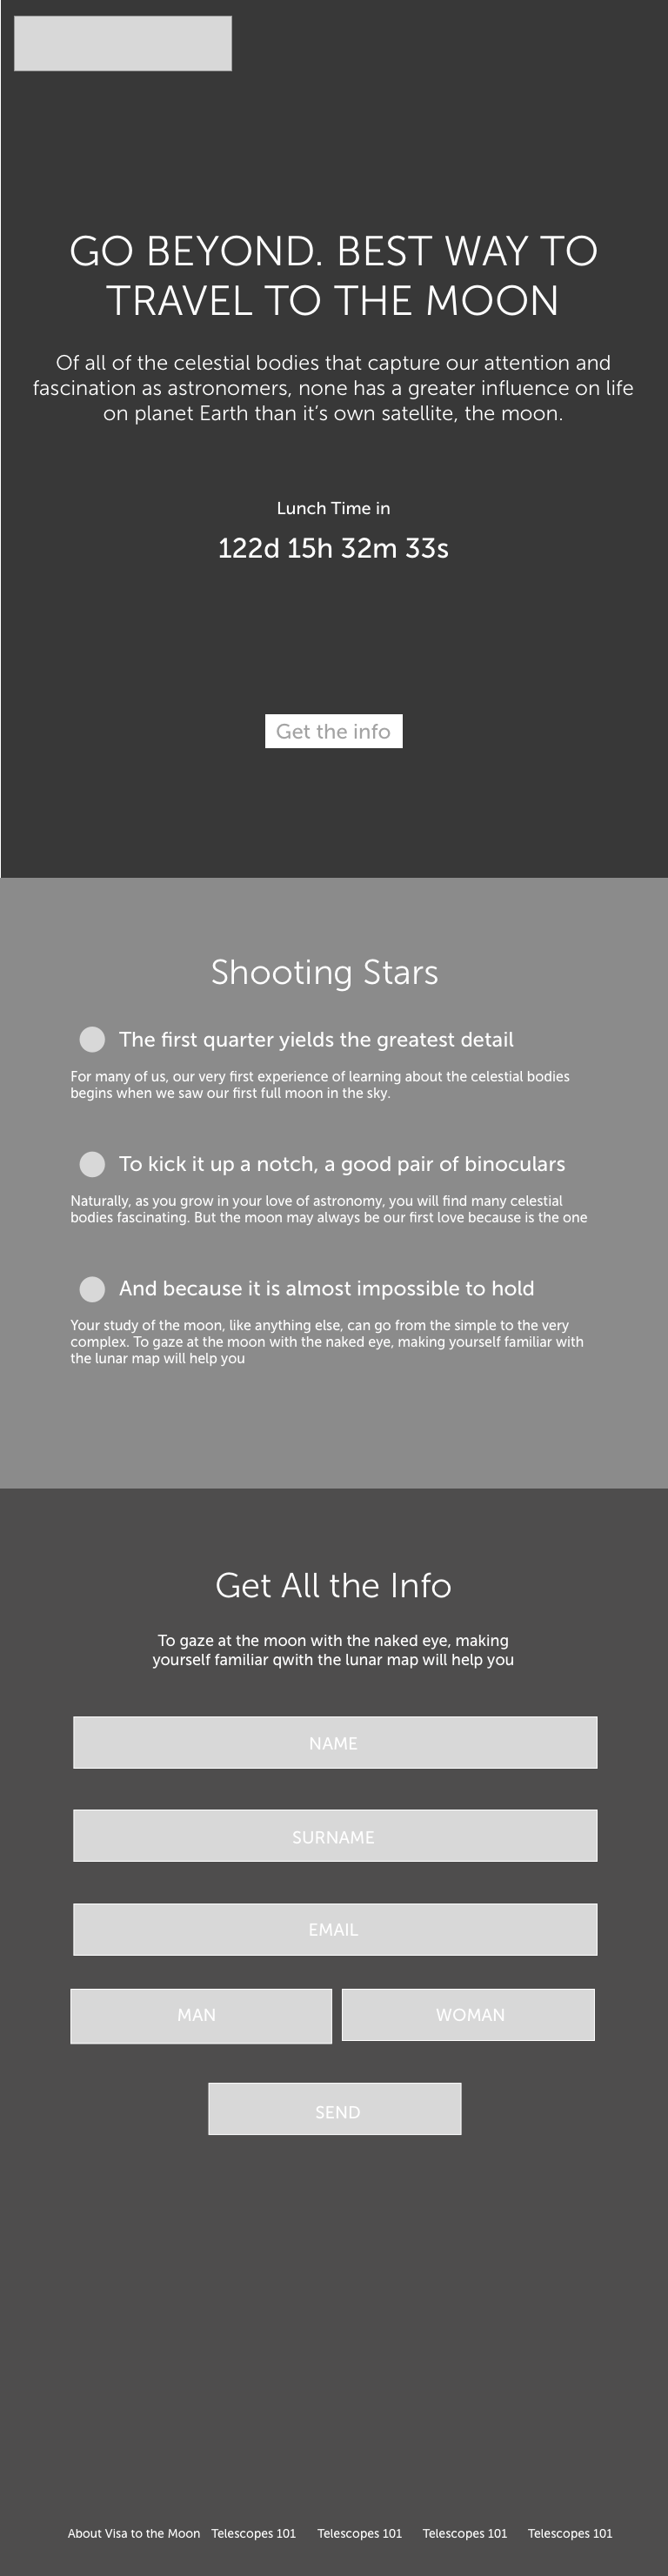 GO BEYOND. BEST WAY TO
TRAVEL TO THE MOON
Of all of the celestial bodies that capture our attention and
fascination as astronomers, none has a greater influence on life
on planet Earth than it’s own satellite, the moon.
Lunch Time in
122d 15h 32m 33s
Get the info
Shooting Stars
The first quarter yields the greatest detail
For many of us, our very first experience of learning about the celestial bodies
begins when we saw our first full moon in the sky.
To kick it up a notch, a good pair of binoculars
Naturally, as you grow in your love of astronomy, you will find many celestial
bodies fascinating. But the moon may always be our first love because is the one
And because it is almost impossible to hold
Your study of the moon, like anything else, can go from the simple to the very
complex. To gaze at the moon with the naked eye, making yourself familiar with
the lunar map will help you
Get All the Info
To gaze at the moon with the naked eye, making
yourself familiar qwith the lunar map will help you
NAME
SURNAME
EMAIL
MAN WOMAN
SEND
About Visa to the Moon Telescopes 101 Telescopes 101 Telescopes 101 Telescopes 101